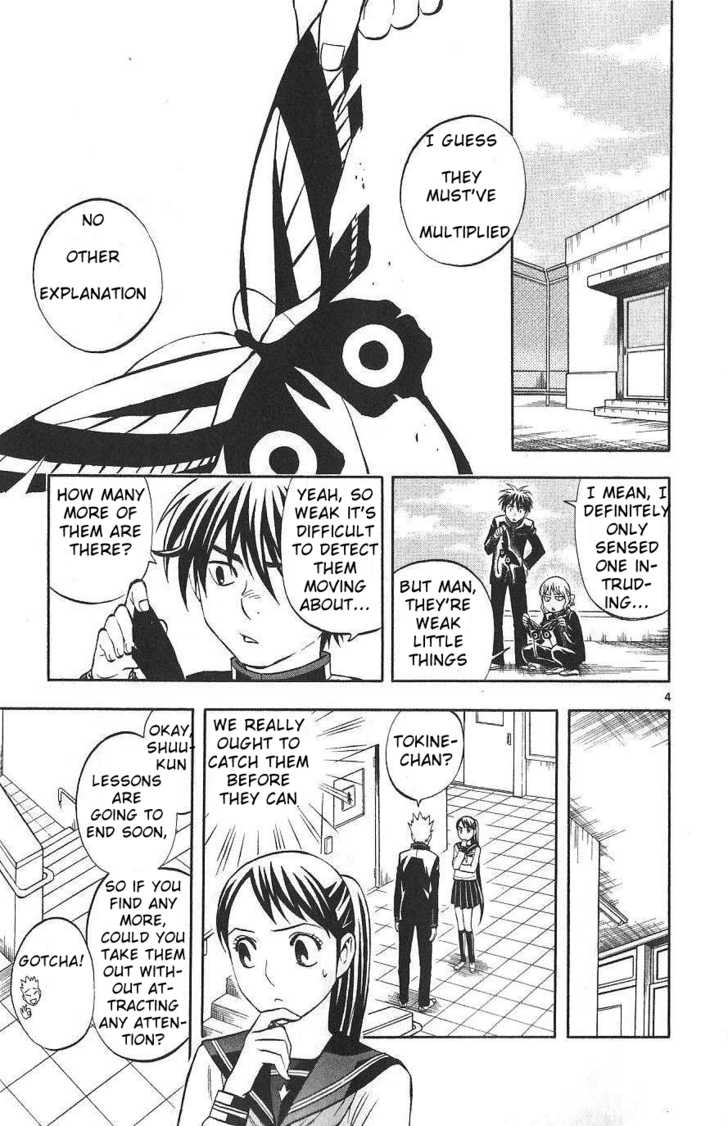 I GUESS
THEY
MUST'VE
MULTIPLIED
NO
OTHER
EXPLANATION
I MEAN, I
DEFINITELY
ONLY
SENSED
ONE IN-
TRUD-
ING...
BUT MAN,
THEY'RE
WEAK
LITTLE
THINGS
YEAH, SO
WEAK IT'S
DIFFICULT
TO DETECT
THEM
MOVING
ABOUT...
HOW MANY
MORE OF
THEM ARE
THERE?
4
TOKINE-
CHAN?
WE REALLY
OUGHT TO
CATCH THEM
BEFORE
THEY CAN
OKAY,
SHUU-
KUN
LESSONS
ARE
GOING TO
END SOON,
SO IF YOU
FIND ANY
MORE,
COULD YOU
TAKE THEM
OUT WITH-
OUT AT-
TRACTING
ANY ATTEN-
TION?
GOTCHA!